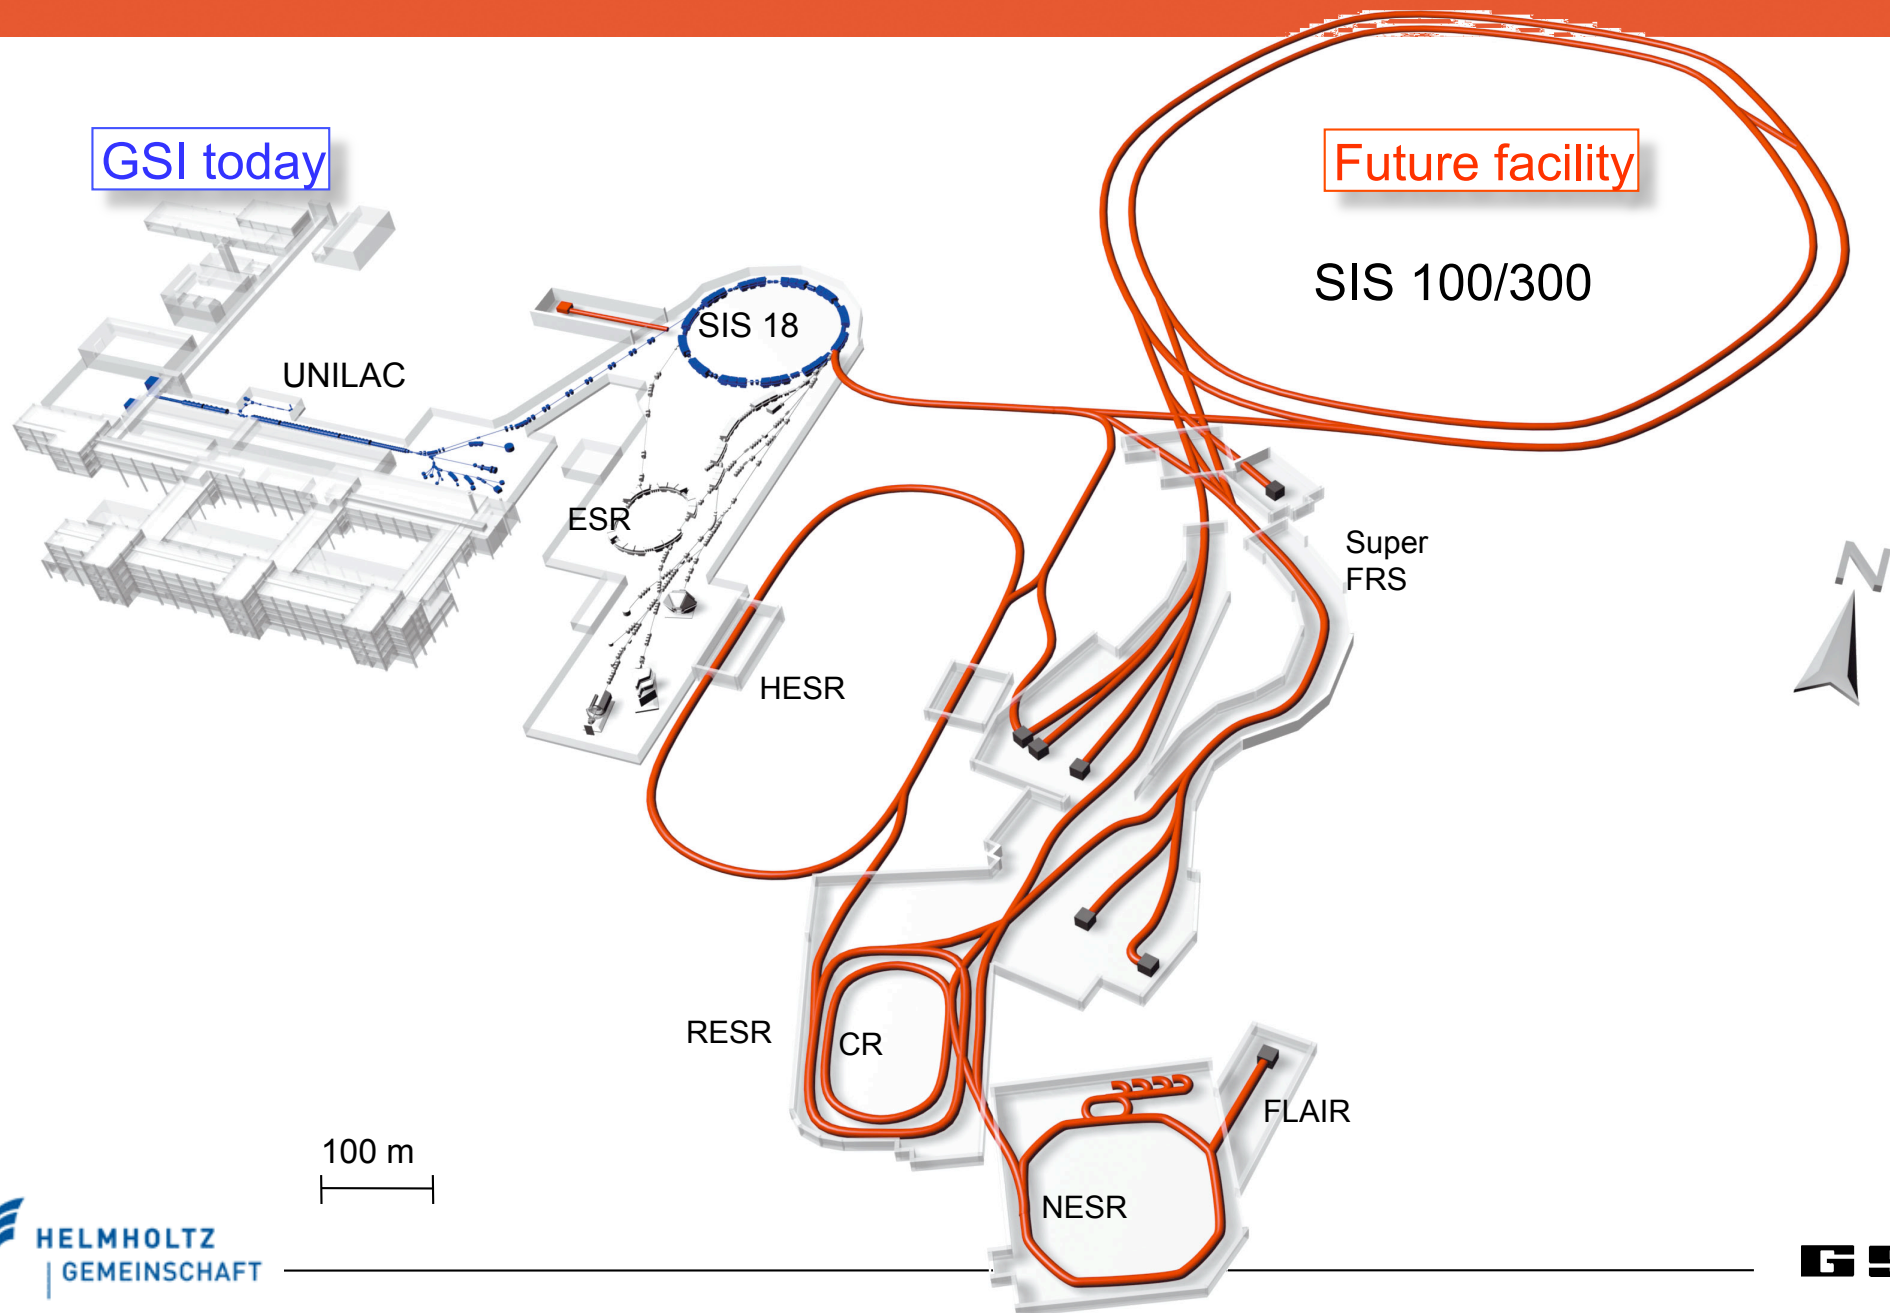 GSI today
Future facility
SIS 100/300
SIS 18
UNILAC
ESR
Super
FRS
N
HESR
RESR
CR
FLAIR
100 m
NESR
HELMHOLTZ
GEMEINSCHAFT